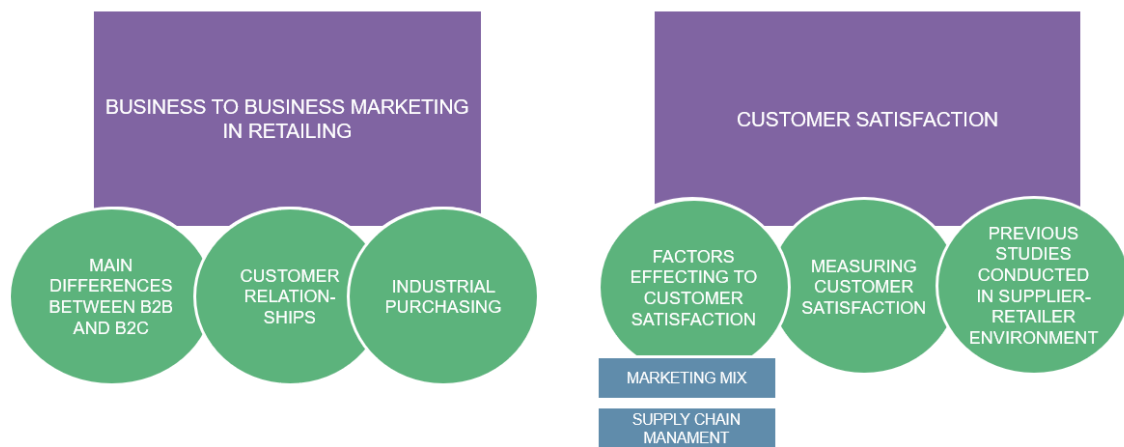 BUSINESS TO BUSINESS MARKETING
IN RETAILING
MAIN
DIFFERENCES
BETWEEN B2B
AND B2C
CUSTOMER
RELATION-
SHIPS
INDUSTRIAL
PURCHASING
CUSTOMER SATISFACTION
FACTORS
EFFECTING TO
CUSTOMER
SATISFACTION
MEASURING
CUSTOMER
SATISFACTION
PREVIOUS
STUDIES
CONDUCTED
IN SUPPLIER-
RETAILER
ENVIRONMENT
MARKETING MIX
SUPPLY CHAIN
MANAMENT